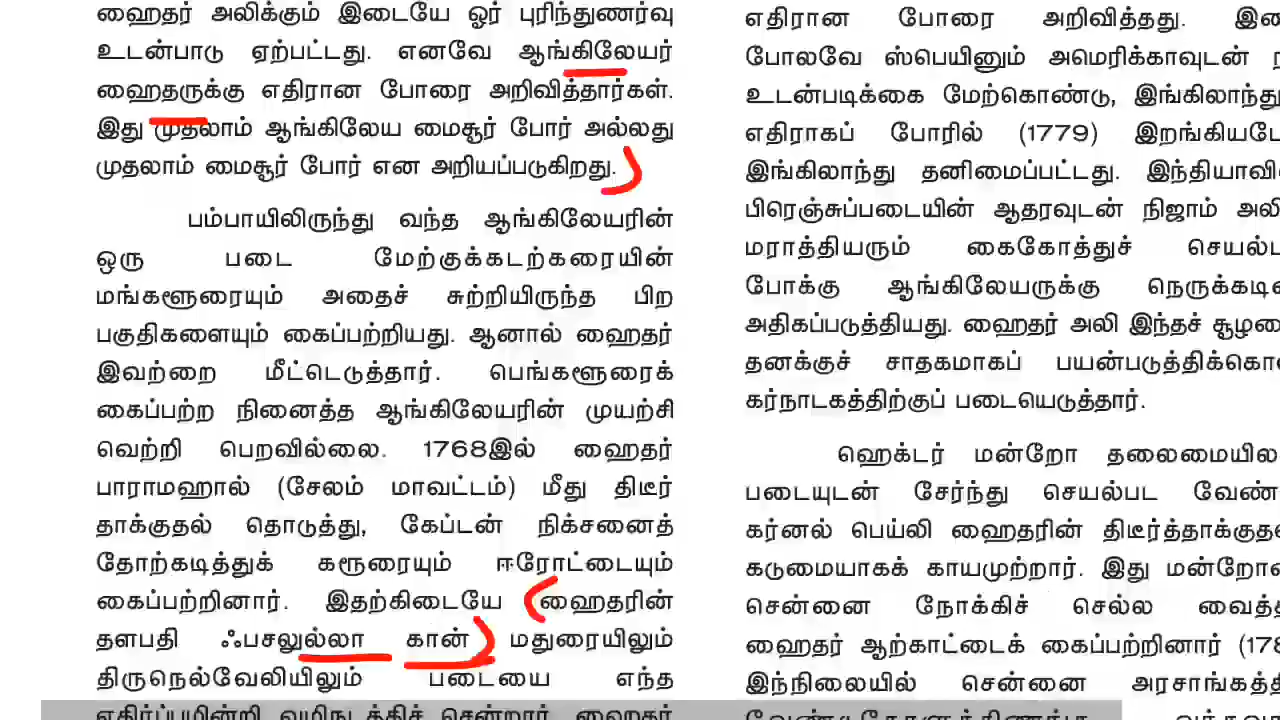 ஹைதர் அலிக்கும் இடையே ஓர் புரிந்துணர்வு
உடன்பாடு ஏற்பட்டது. எனவே ஆங்கிலேயர்
ஹைதருக்கு எதிரான போரை அறிவித்தார்கள்.
இது முதலாம் ஆங்கிலேய மைசூர் போர் அல்லது
முதலாம் மைசூர் போர் என அறியப்படுகிறது.
பம்பாயிலிருந்து வந்த ஆங்கிலேயரின்
ஒரு படை மேற்குக்கடற்கரையின்
மங்களூரையும் அதைச் சுற்றியிருந்த பிற
பகுதிகளையும் கைப்பற்றியது. ஆனால் ஹைதர்
இவற்றை மீட்டெடுத்தார். பெங்களூரைக்
கைப்பற்ற நினைத்த ஆங்கிலேயரின் முயற்சி
வெற்றி பெறவில்லை. 1768இல் ஹைதர்
பாராமஹால் (சேலம் மாவட்டம்) மீது திடீர்
தாக்குதல் தொடுத்து, கேப்டன் நிக்சனைத்
தோற்கடித்துக் கரூரையும் ஈரோட்டையும்
கைப்பற்றினார். இதற்கிடையே ஹைதரின்
தளபதி ஃபசலுல்லா கான் மதுரையிலும்
திருநெல்வேலியிலும் படையை எந்த
எதிர்ப்புமின்றி வழிநடத்திச் சென்றார். ஹைதர்
எதிரான போரை அறிவித்தது.
போலவே ஸ்பெயினும் அமெரிக்காவுடன்
உடன்படிக்கை மேற்கொண்டு,
எதிராகப் போரில் (1779)
இங்கிலாந்து தனிமைப்பட்டது.
பிரெஞ்சுப்படையின் ஆதரவுடன் நிஜாம்
மராத்தியரும் கைகோத்துச்
போக்கு ஆங்கிலேயருக்கு
அதிகப்படுத்தியது. ஹைதர் அலி இந்தச்
தனக்குச் சாதகமாகப்
கர்நாடகத்திற்குப் படையெடுத்தார்.
ஹெக்டர் மன்றோ
படையுடன் சேர்ந்து செயல்பட
கர்னல் பெய்லி ஹைதரின்
கடுமையாகக் காயமுற்றார். இது
சென்னை நோக்கிச் செல்ல
ஹைதர் ஆற்காட்டைக் கைப்பற்றினார்
இந்நிலையில் சென்னை